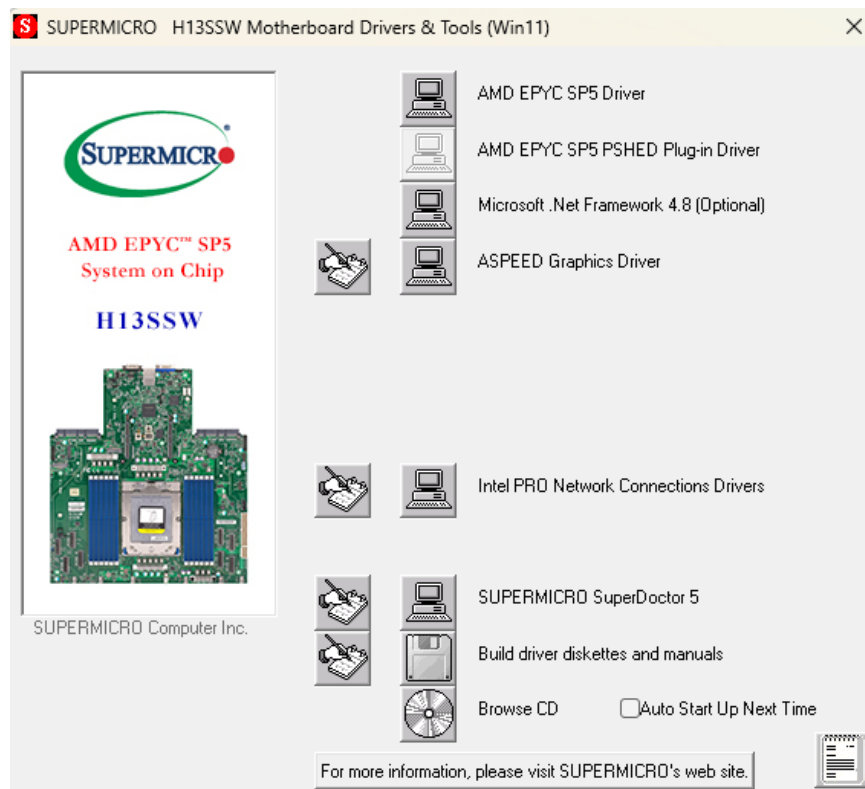 S SUPERMICRO H13SSW Motherboard Drivers & Tools (Win11)
SUPERMICR
AMD EPYC™ SP5
System on Chip
H13SSW
SUPERMICRO Computer Inc.
AMD EPYC SP5 Driver
AMD EPYC SP5 PSHED Plug-in Driver
Microsoft .Net Framework 4.8 (Optional)
ASPEED Graphics Driver
Intel PRO Network Connections Drivers
SUPERMICRO SuperDoctor 5
Build driver diskettes and manuals
Browse CD Auto Start Up Next Time
For more information, please visit SUPERMICRO's web site.